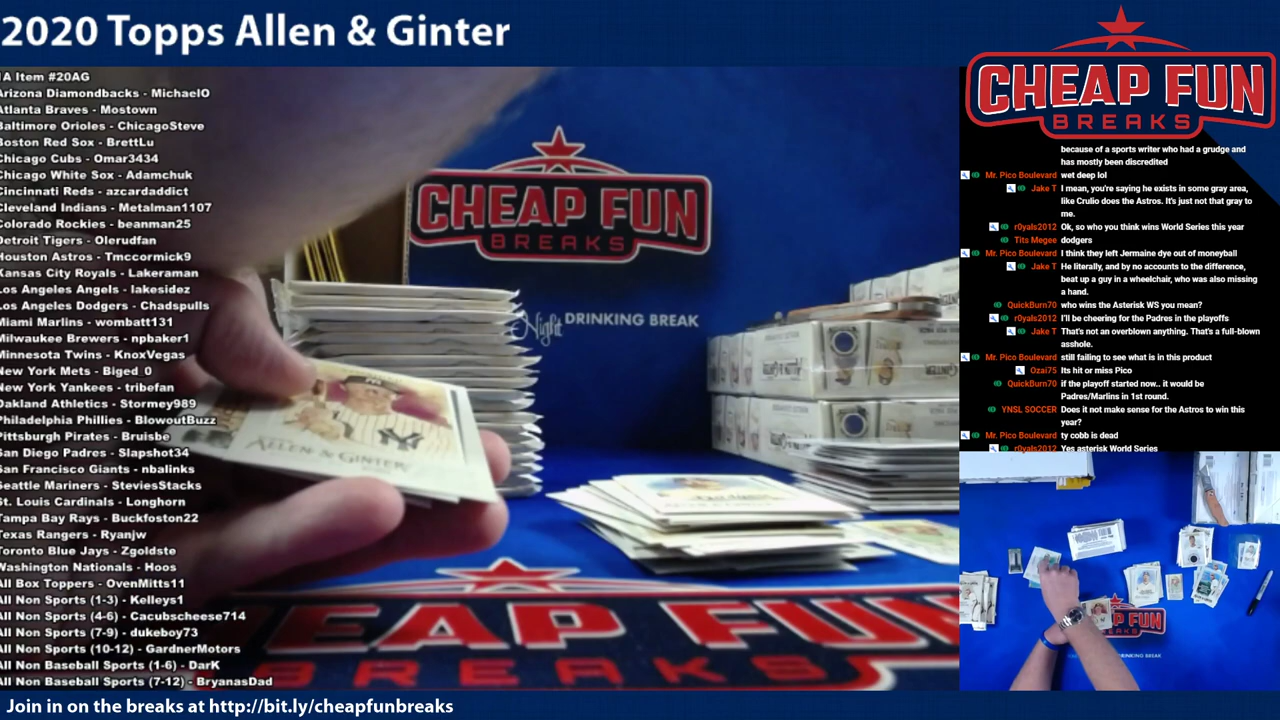 2020 Topps Allen & Ginter
1A Item #20AG
Arizona Diamondbacks - MichaelO
Atlanta Braves - Mostown
Baltimore Orioles - ChicagoSteve
Boston Red Sox - BrettLu
Chicago Cubs - Omar3434
Chicago White Sox - Adamchuk
Cincinnati Reds - azcardaddict
Cleveland Indians - Metalman1107
Colorado Rockies - beanman25
Detroit Tigers - Olerudfan
Houston Astros - Tmccormick9
Kansas City Royals - Lakeraman
Los Angeles Angels - lakesidez
Los Angeles Dodgers - Chadspulls
Miami Marlins - wombatt131
Milwaukee Brewers - npbaker1
Minnesota Twins - KnoxVegas
New York Mets - Biged_0
New York Yankees - tribefan
Oakland Athletics - Stormey989
Philadelphia Phillies - BlowoutBuzz
Pittsburgh Pirates - Bruisbe
San Diego Padres - Slapshot34
San Francisco Giants - nbalinks
Seattle Mariners - SteviesStacks
St. Louis Cardinals - Longhorn
Tampa Bay Rays - Buckfoston22
Texas Rangers - Ryanjw
Toronto Blue Jays - Zgoldste
Washington Nationals - Hoos
All Box Toppers - OvenMitts11
All Non Sports (1-3) - Kelleys1
All Non Sports (4-6) - Cacubscheese714
All Non Sports (7-9) - dukeboy73
All Non Sports (10-12) - GardnerMotors
All Non Baseball Sports (1-6) - DarK
All Non Baseball Sports (7-12) - BryanasDad
CHEAP FUN
BREAKS
Night DRINKING BREAK
ALLEN & GINTER
EAP FUN
BREAKS
CHEAP FUN
BREAKS
because of a sports writer who had a grudge and
has mostly been discredited
Mr. Pico Boulevard wet deep lol
Jake T I mean, you're saying he exists in some gray area,
like Crulio does the Astros. It's just not that gray to
me.
r0yals2012 Ok, so who you think wins World Series this year
Tits Megee dodgers
Mr. Pico Boulevard I think they left Jermaine dye out of moneyball
Jake T He literally, and by no accounts to the difference,
beat up a guy in a wheelchair, who was also missing
a hand.
QuickBurn70 who wins the Asterisk WS you mean?
r0yals2012 I'll be cheering for the Padres in the playoffs
Jake T That's not an overblown anything. That's a full-blown
asshole.
Mr. Pico Boulevard still failing to see what is in this product
Ozai75 Its hit or miss Pico
QuickBurn70 if the playoff started now.. it would be
Padres/Marlins in 1st round.
YNSL SOCCER Does it not make sense for the Astros to win this
year?
Mr. Pico Boulevard ty cobb is dead
r0yals2012 Yes asterisk World Series
DRINKING BREAK
Join in on the breaks at http://bit.ly/cheapfunbreaks